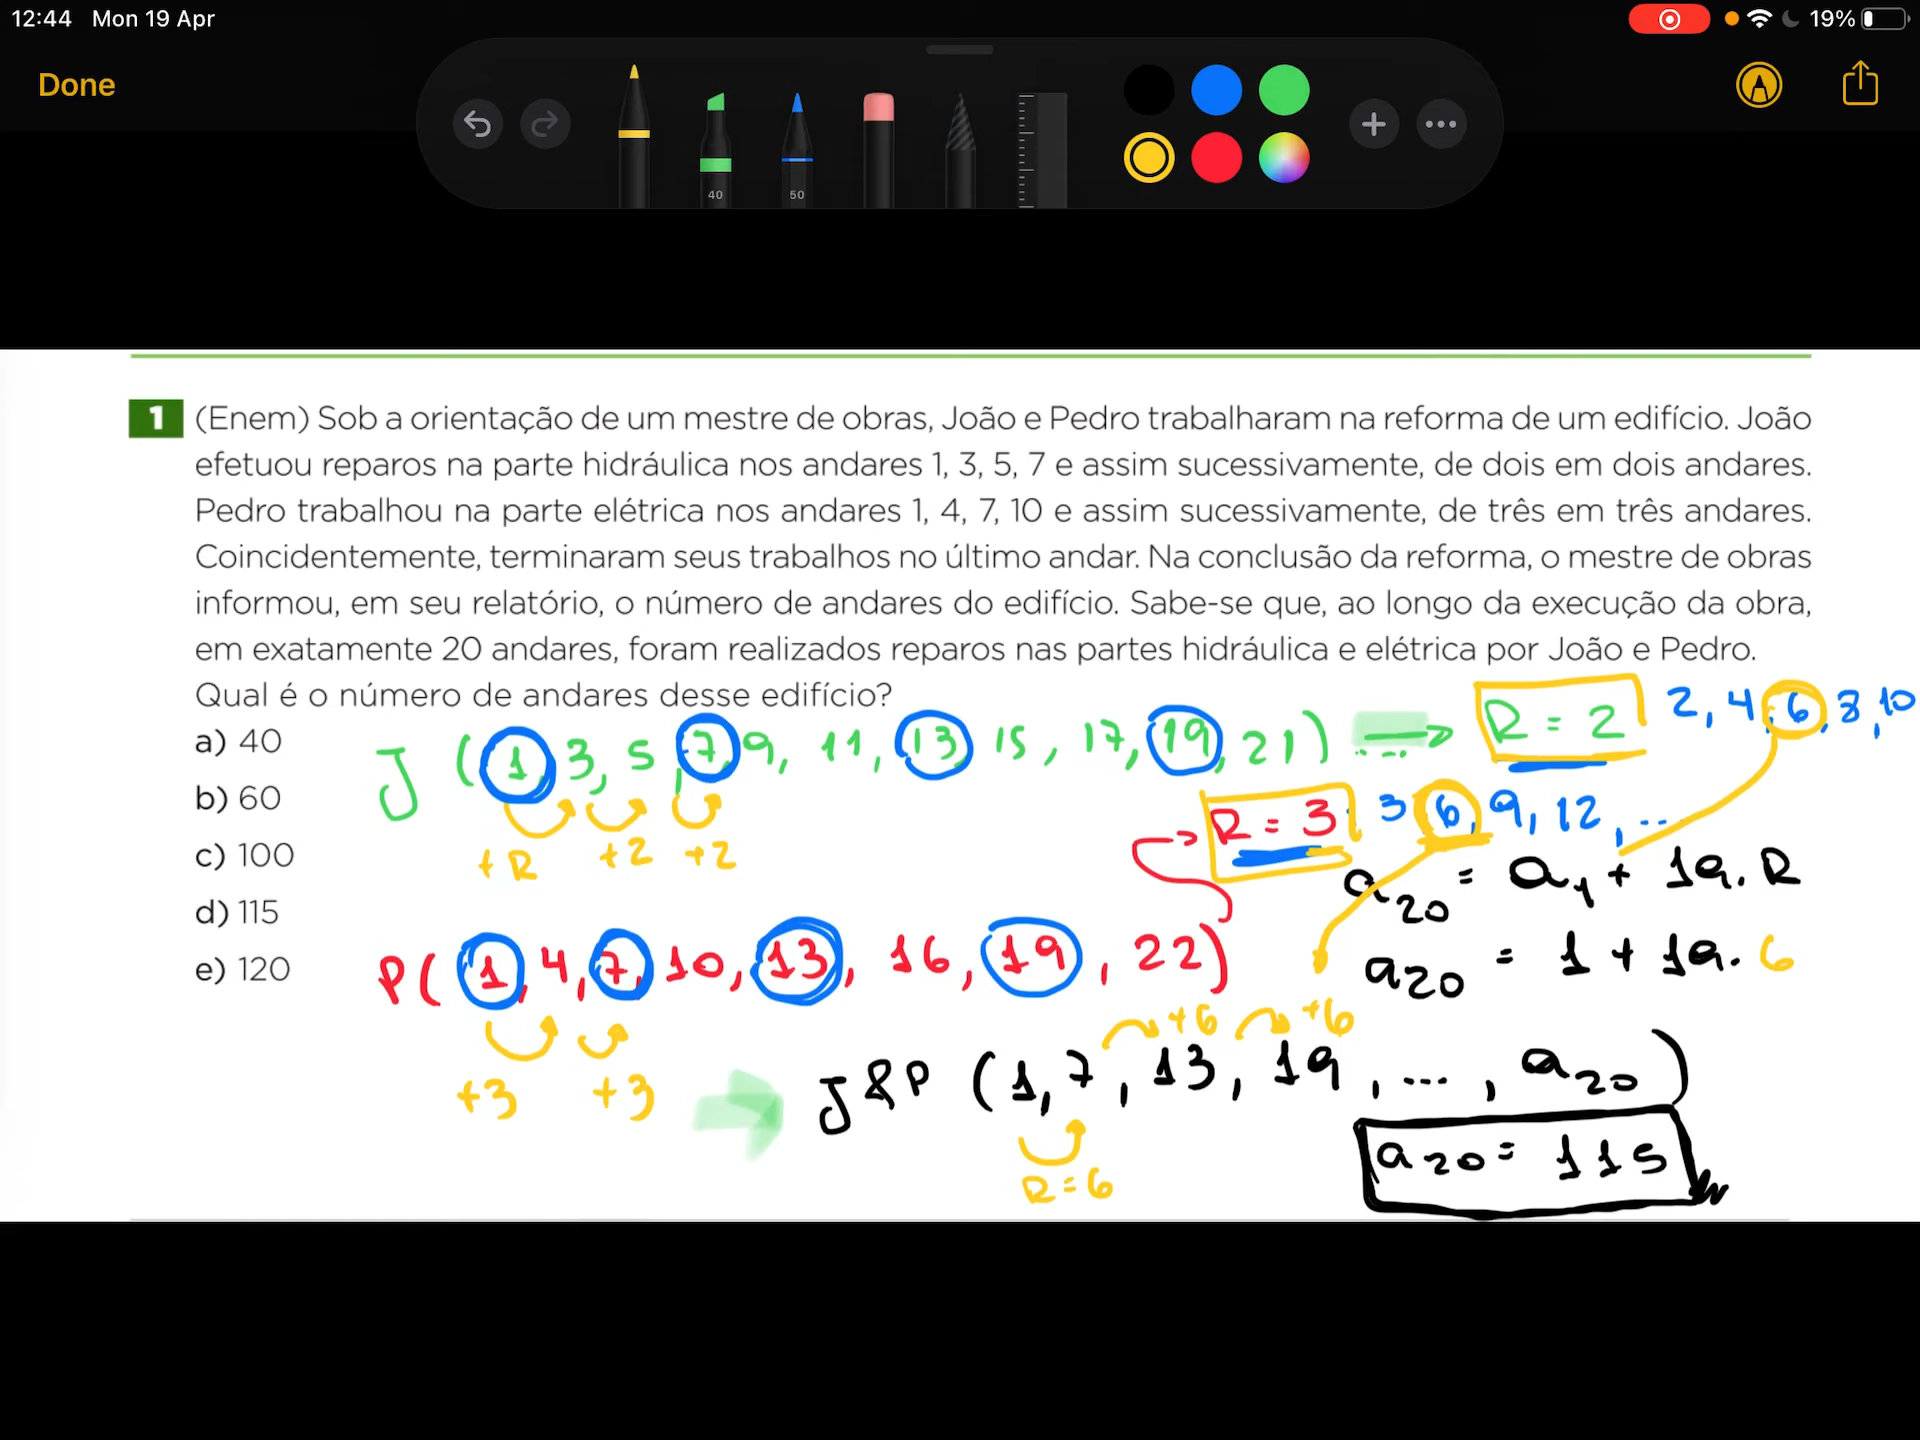 12:44 Mon 19 Apr
19%
Done
40
50
1 (Enem) Sob a orientação de um mestre de obras, João e Pedro trabalharam na reforma de um edifício. João
efetuou reparos na parte hidráulica nos andares 1, 3, 5, 7 e assim sucessivamente, de dois em dois andares.
Pedro trabalhou na parte elétrica nos andares 1, 4, 7, 10 e assim sucessivamente, de três em três andares.
Coincidentemente, terminaram seus trabalhos no último andar. Na conclusão da reforma, o mestre de obras
informou, em seu relatório, o número de andares do edifício. Sabe-se que, ao longo da execução da obra,
em exatamente 20 andares, foram realizados reparos nas partes hidráulica e elétrica por João e Pedro.
Qual é o número de andares desse edifício?
a) 40
b) 60
c) 100
d) 115
e) 120
J (1, 3, 5, 7, 9, 11, 13, 15, 17, 19, 21)
R = 2
2, 4, 6, 8, 10
+R +2 +2
R = 3
3 6, 9, 12, ...
a20 = a1 + 19. R
P(1, 4, 7, 10, 13, 16, 19, 22)
a20 = 1 + 19. 6
+3 +3
+6 +6
J&P (1, 7, 13, 19, ..., a20)
R = 6
a20 = 115